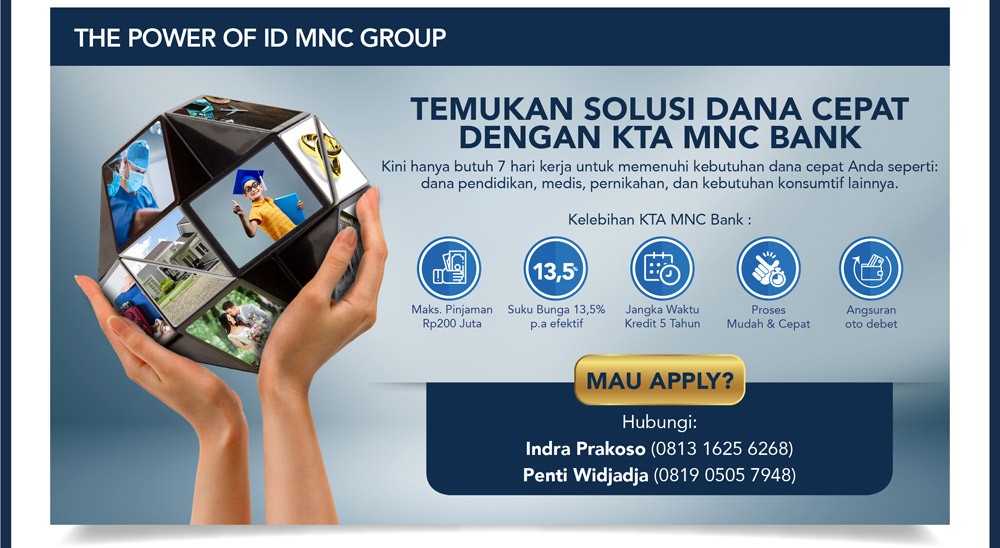 THE POWER OF ID MNC GROUP
TEMUKAN SOLUSI DANA CEPAT
DENGAN KTA MNC BANK
Kini hanya butuh 7 hari kerja untuk memenuhi kebutuhan dana cepat Anda seperti:
dana pendidikan, medis, pernikahan, dan kebutuhan konsumtif lainnya.
Kelebihan KTA MNC Bank :
13,5%
Maks. Pinjaman
Rp200 Juta
Suku Bunga 13,5%
p.a efektif
Jangka Waktu
Kredit 5 Tahun
Proses
Mudah & Cepat
Angsuran
oto debet
MAU APPLY?
Hubungi:
Indra Prakoso (0813 1625 6268)
Penti Widjadja (0819 0505 7948)